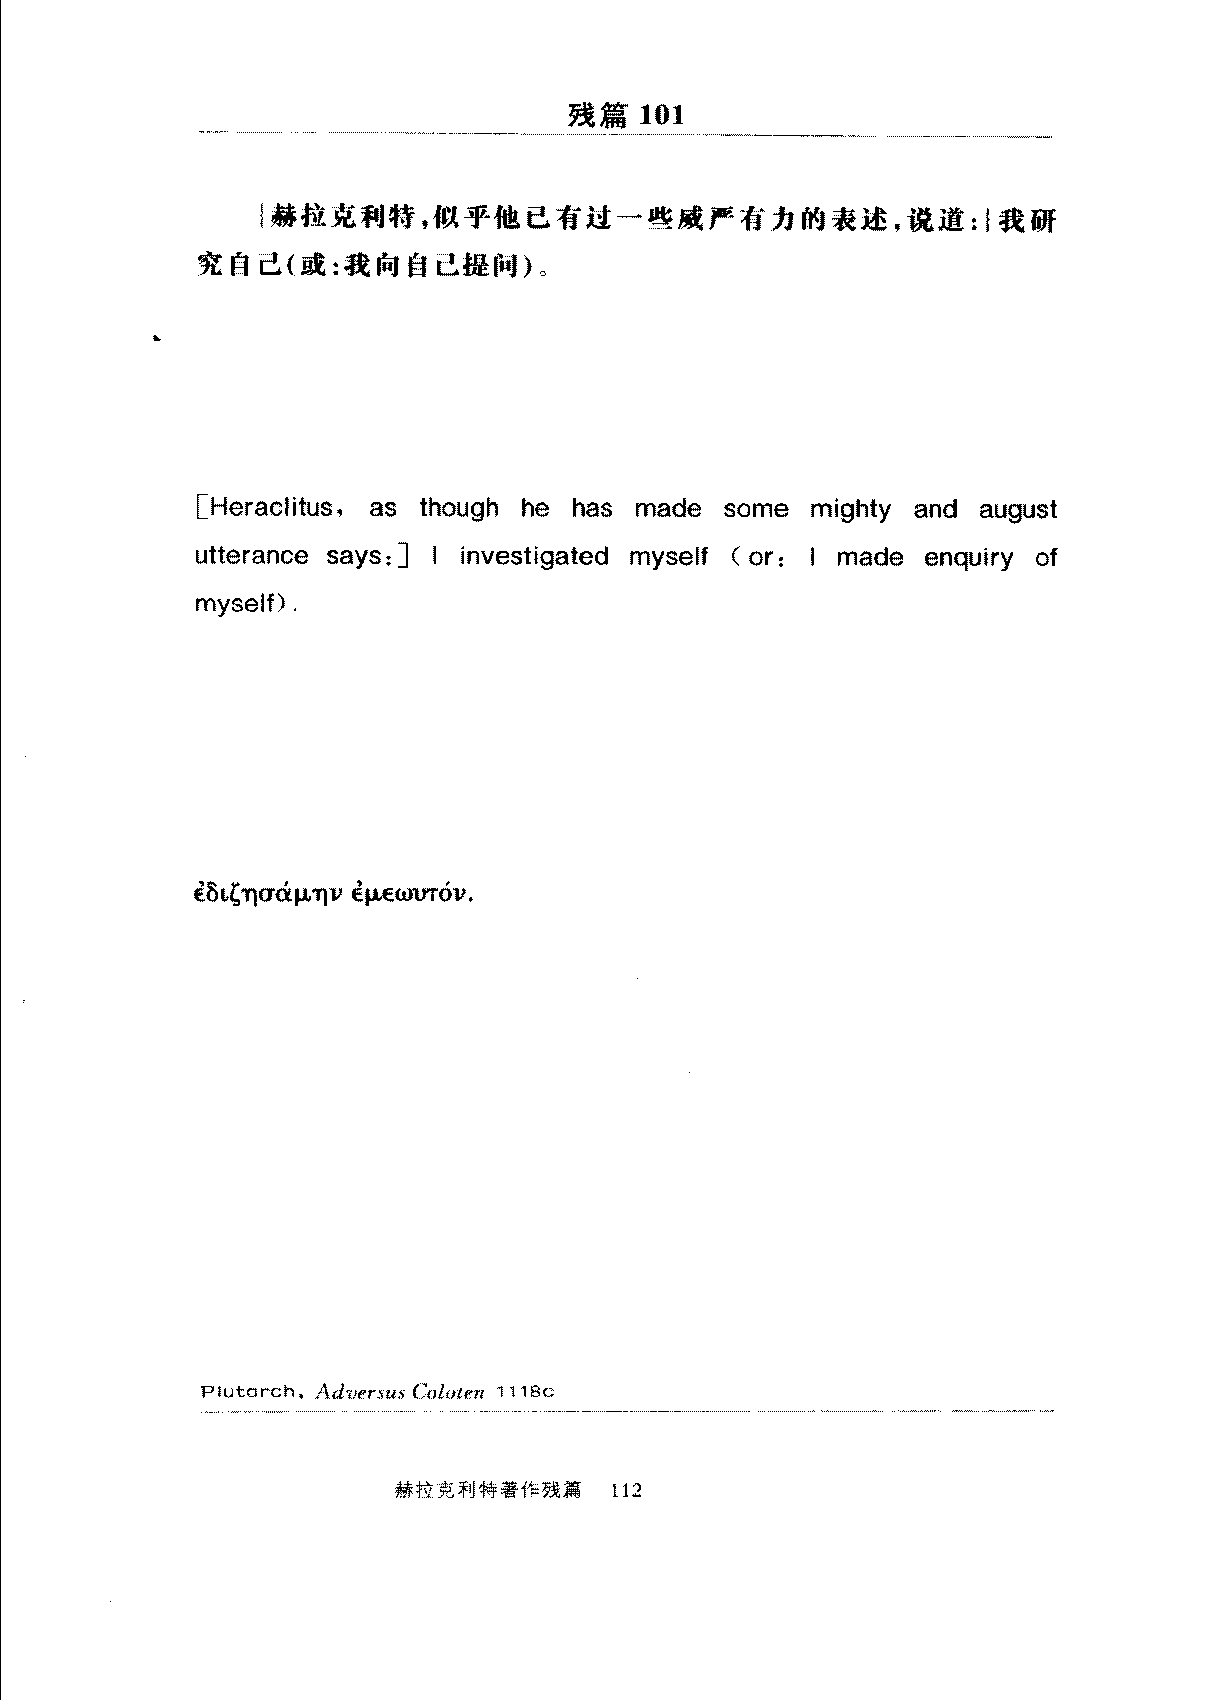 残篇 101
{赫拉克利特,似乎他已有过一些威严有力的表述,说道:}我研
究自己(或:我向自己提问)。
[Heraclitus, as though he has made some mighty and august
utterance says:] I investigated myself (or: I made enquiry of
myself).
ἐδιζησάμην ἐμεωυτόν.
Plutarch, Adversus Coloten 1118c
赫拉克利特著作残篇 112